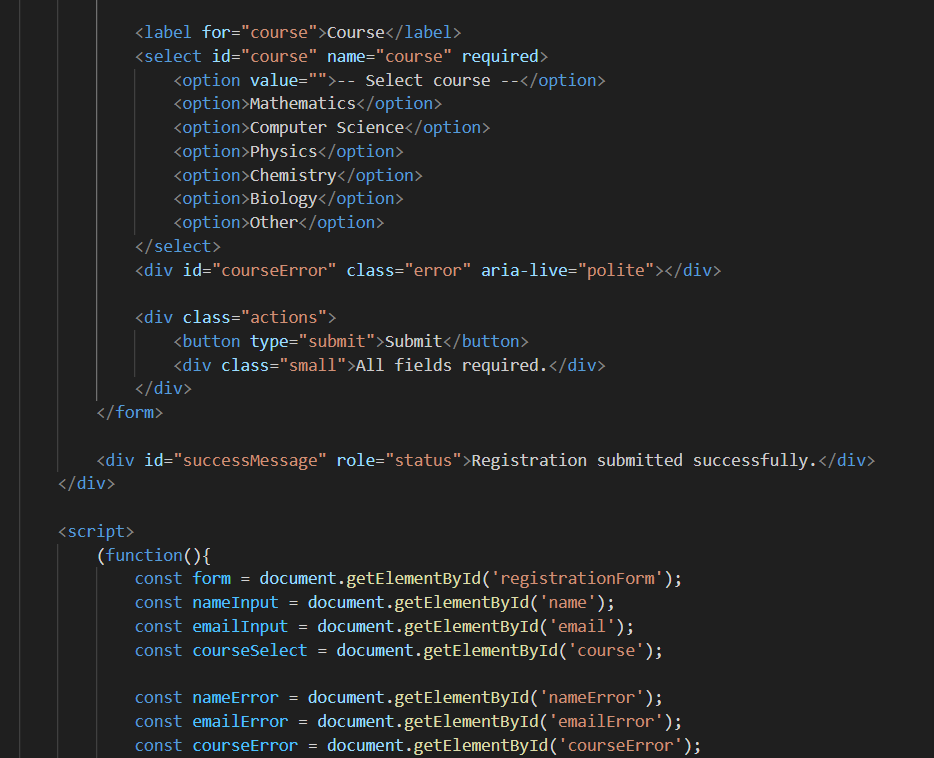 <label for="course">Course</label>
<select id="course" name="course" required>
<option value="">-- Select course --</option>
<option>Mathematics</option>
<option>Computer Science</option>
<option>Physics</option>
<option>Chemistry</option>
<option>Biology</option>
<option>Other</option>
</select>
<div id="courseError" class="error" aria-live="polite"></div>
<div class="actions">
<button type="submit">Submit</button>
<div class="small">All fields required.</div>
</div>
</form>
<div id="successMessage" role="status">Registration submitted successfully.</div>
</div>
<script>
(function(){
const form = document.getElementById('registrationForm');
const nameInput = document.getElementById('name');
const emailInput = document.getElementById('email');
const courseSelect = document.getElementById('course');
const nameError = document.getElementById('nameError');
const emailError = document.getElementById('emailError');
const courseError = document.getElementById('courseError');